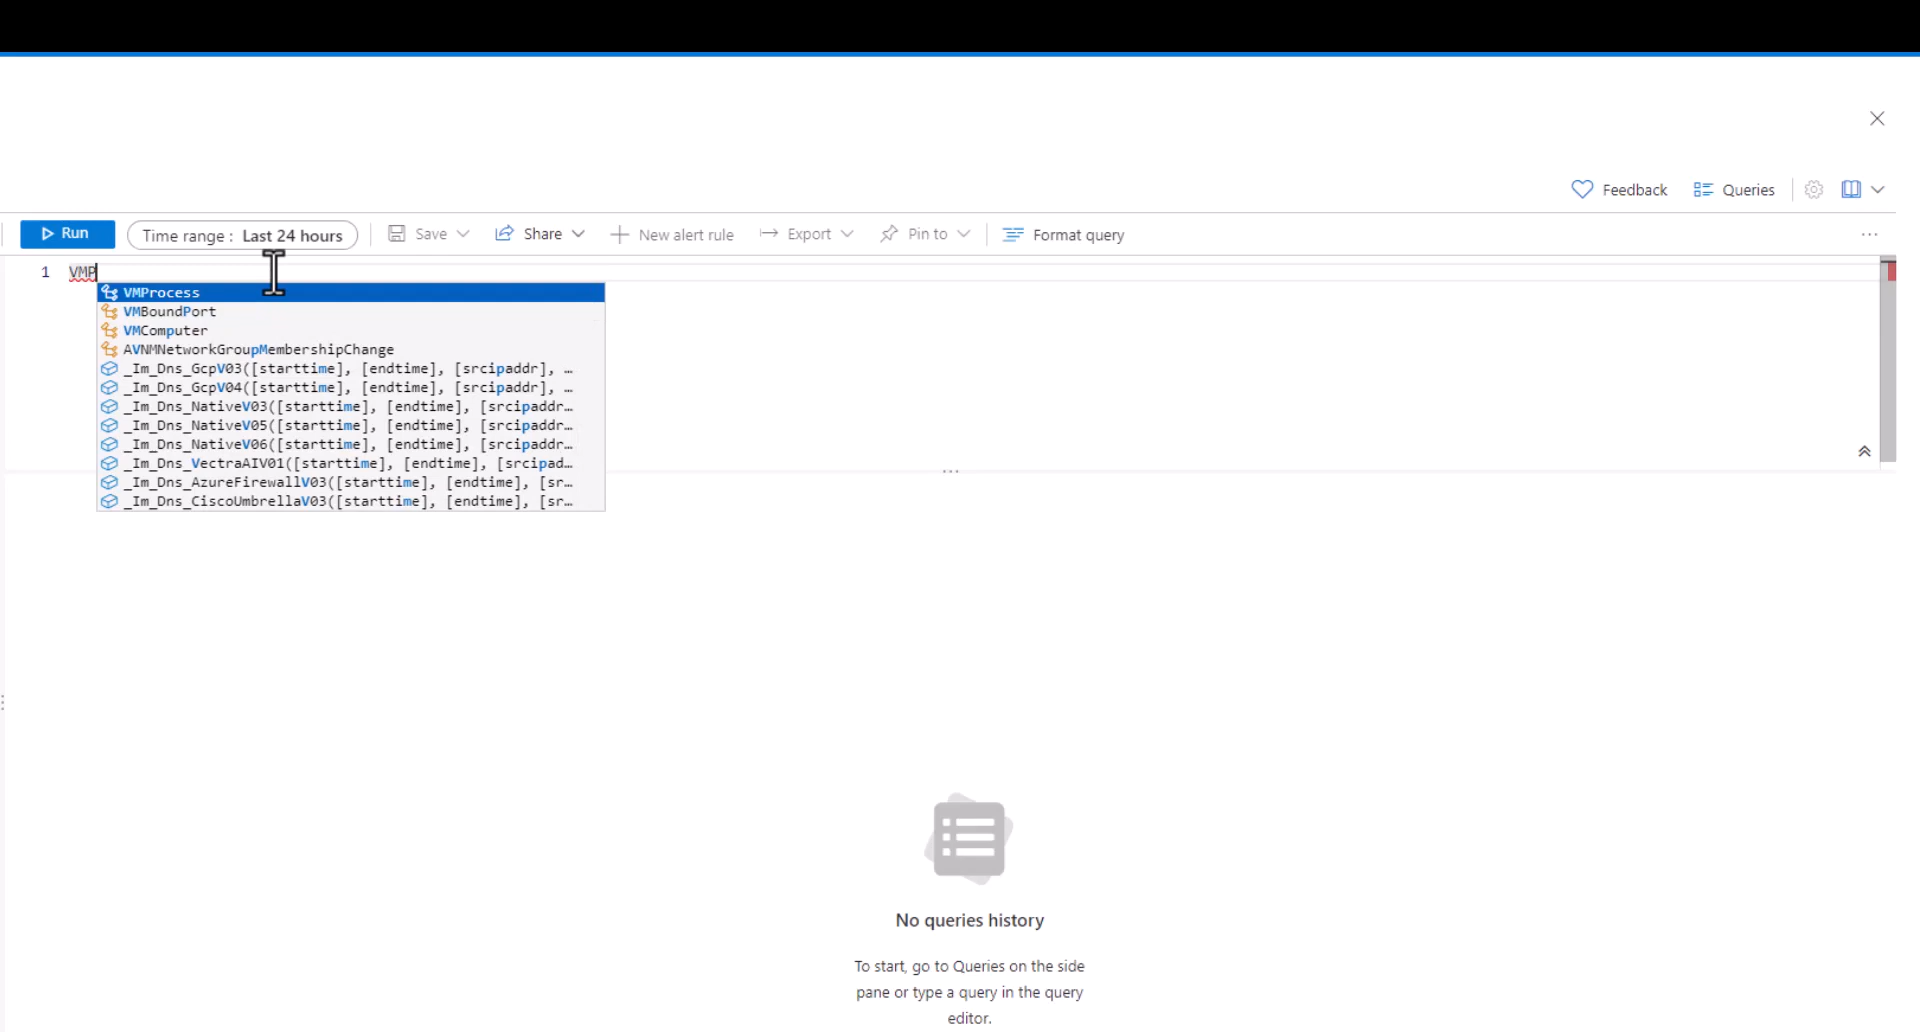 Feedback
Queries
Run
Time range : Last 24 hours
Save
Share
New alert rule
Export
Pin to
Format query
1 VMP
VMProcess
VMBoundPort
VMComputer
AVNMNetworkGroupMembershipChange
_Im_Dns_GcpV03([starttime], [endtime], [srcipaddr], …
_Im_Dns_GcpV04([starttime], [endtime], [srcipaddr], …
_Im_Dns_NativeV03([starttime], [endtime], [srcipaddr…
_Im_Dns_NativeV05([starttime], [endtime], [srcipaddr…
_Im_Dns_NativeV06([starttime], [endtime], [srcipaddr…
_Im_Dns_VectraAIV01([starttime], [endtime], [srcipad…
_Im_Dns_AzureFirewallV03([starttime], [endtime], [sr…
_Im_Dns_CiscoUmbrellaV03([starttime], [endtime], [sr…
No queries history
To start, go to Queries on the side
pane or type a query in the query
editor.